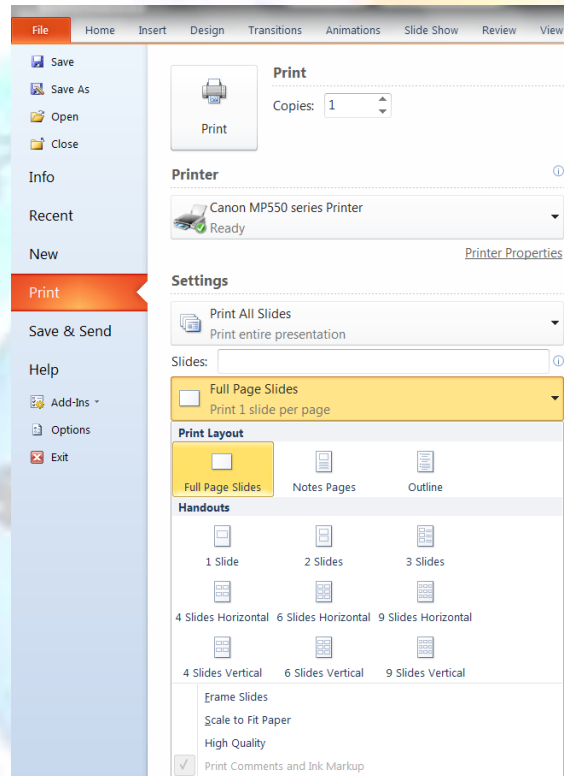 File Home Insert Design Transitions Animations Slide Show Review View
Save
Save As
Open
Close
Info
Recent
New
Print
Save & Send
Help
Add-Ins
Options
Exit
Print
Print
Copies: 1
Printer
Canon MP550 series Printer
Ready
Printer Properties
Settings
Print All Slides
Print entire presentation
Slides:
Full Page Slides
Print 1 slide per page
Print Layout
Full Page Slides Notes Pages Outline
Handouts
1 Slide 2 Slides 3 Slides
4 Slides Horizontal 6 Slides Horizontal 9 Slides Horizontal
4 Slides Vertical 6 Slides Vertical 9 Slides Vertical
Frame Slides
Scale to Fit Paper
High Quality
Print Comments and Ink Markup